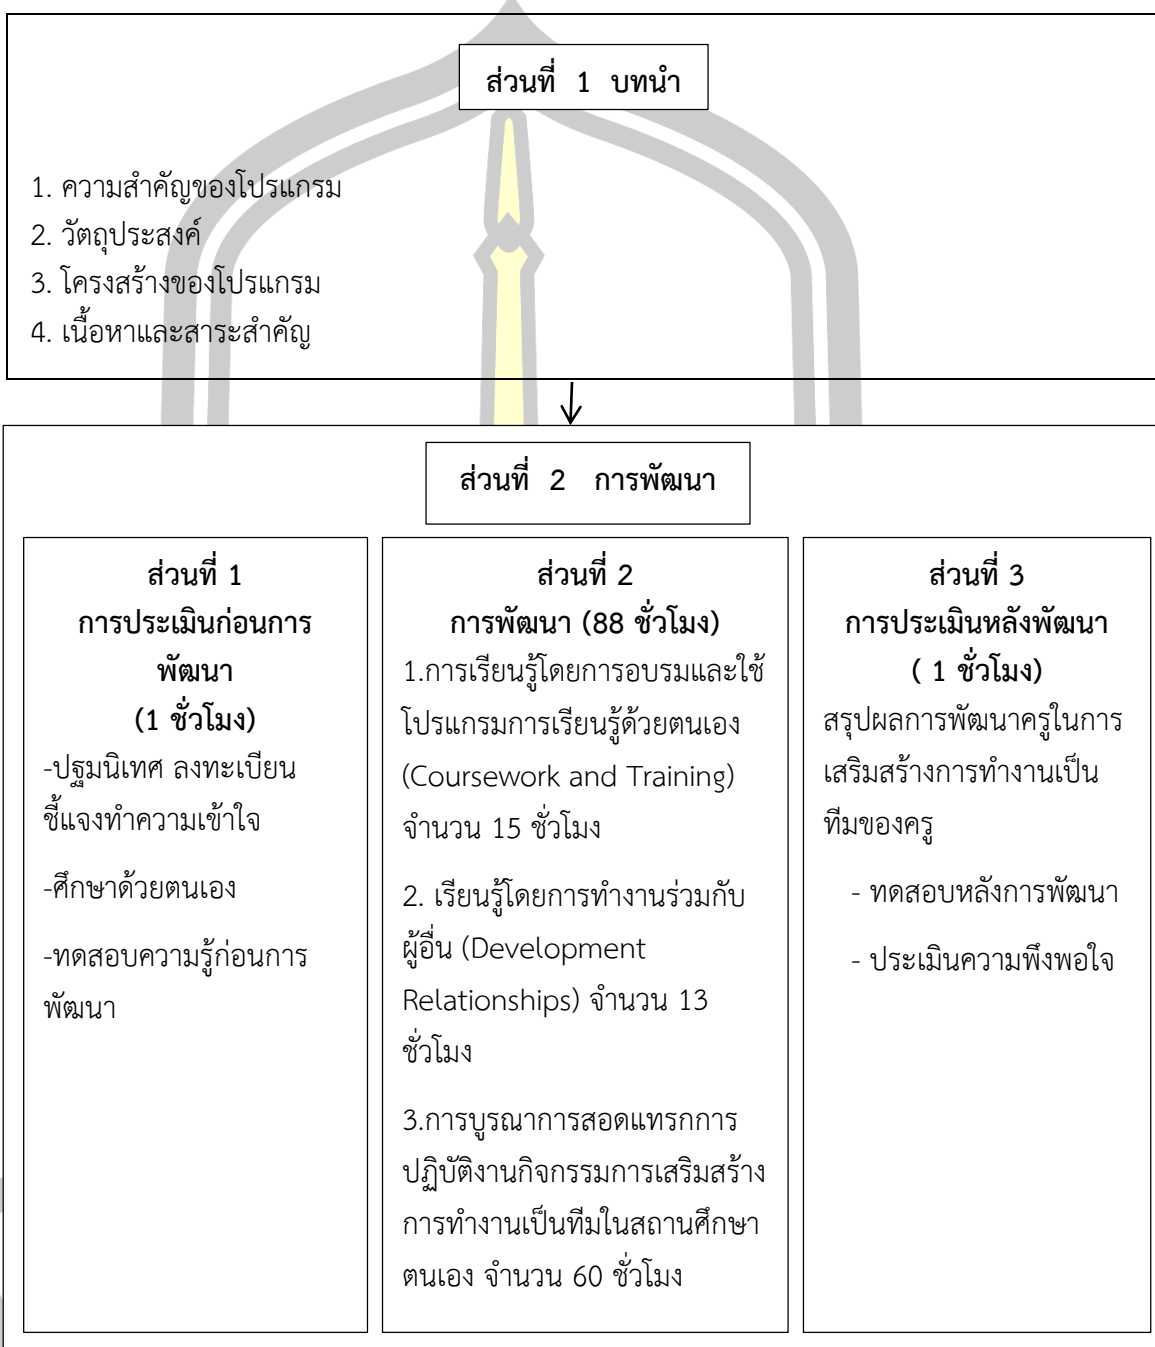 ส่วนที่ 1 บทนำ
1. ความสำคัญของโปรแกรม
2. วัตถุประสงค์
3. โครงสร้างของโปรแกรม
4. เนื้อหาและสาระสำคัญ
ส่วนที่ 2 การพัฒนา
ส่วนที่ 1
การประเมินก่อนการ
พัฒนา
(1 ชั่วโมง)
-ปฐมนิเทศ ลงทะเบียน
ชี้แจงทำความเข้าใจ
-ศึกษาด้วยตนเอง
-ทดสอบความรู้ก่อนการ
พัฒนา
ส่วนที่ 2
การพัฒนา (88 ชั่วโมง)
1.การเรียนรู้โดยการอบรมและใช้
โปรแกรมการเรียนรู้ด้วยตนเอง
(Coursework and Training)
จำนวน 15 ชั่วโมง
2. เรียนรู้โดยการทำงานร่วมกับ
ผู้อื่น (Development
Relationships) จำนวน 13
ชั่วโมง
3.การบูรณาการสอดแทรกการ
ปฏิบัติงานกิจกรรมการเสริมสร้าง
การทำงานเป็นทีมในสถานศึกษา
ตนเอง จำนวน 60 ชั่วโมง
ส่วนที่ 3
การประเมินหลังพัฒนา
( 1 ชั่วโมง)
สรุปผลการพัฒนาครูในการ
เสริมสร้างการทำงานเป็น
ทีมของครู
- ทดสอบหลังการพัฒนา
- ประเมินความพึงพอใจ